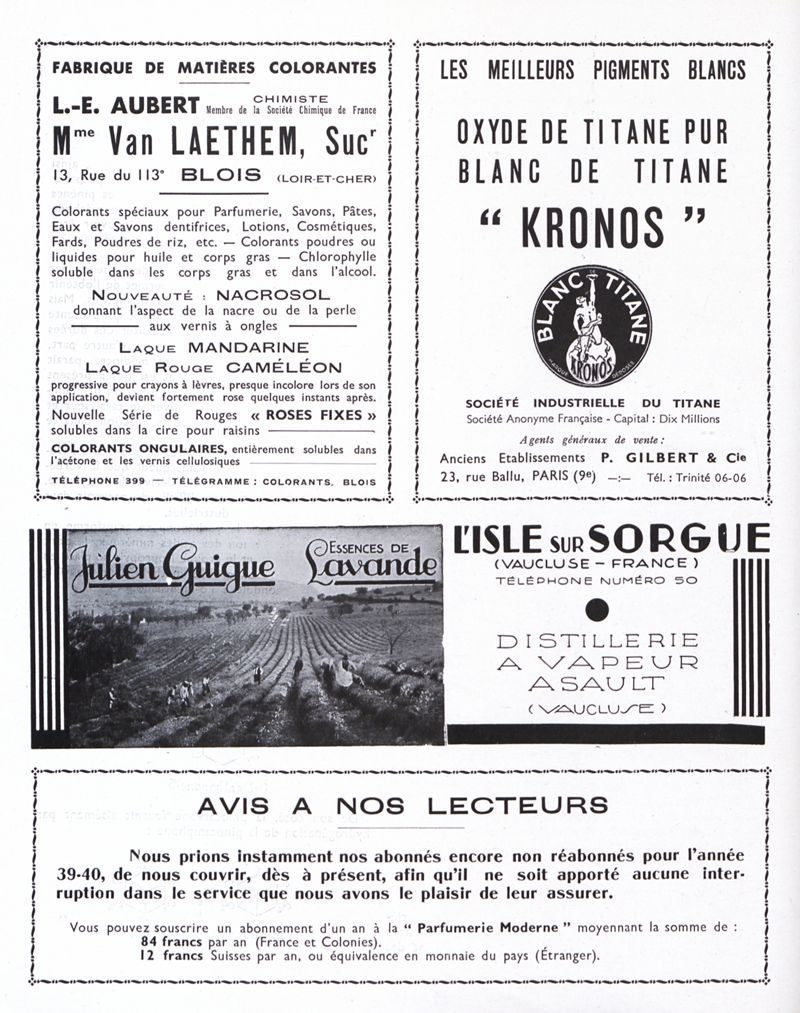 FABRIQUE DE MATIÈRES COLORANTES
L.-E. AUBERT CHIMISTE
Membre de la Société Chimique de France
Mme Van LAETHEM, Sucr
13, Rue du 113e BLOIS (LOIR-ET-CHER)
Colorants spéciaux pour Parfumerie, Savons, Pâtes,
Eaux et Savons dentifrices, Lotions, Cosmétiques,
Fards, Poudres de riz, etc. — Colorants poudres ou
liquides pour huile et corps gras — Chlorophylle
soluble dans les corps gras et dans l'alcool.
NOUVEAUTÉ : NACROSOL
donnant l'aspect de la nacre ou de la perle
aux vernis à ongles
LAQUE MANDARINE
LAQUE ROUGE CAMÉLÉON
progressive pour crayons à lèvres, presque incolore lors de son
application, devient fortement rose quelques instants après.
Nouvelle Série de Rouges « ROSES FIXES »
solubles dans la cire pour raisins
COLORANTS ONGULAIRES, entièrement solubles dans
l'acétone et les vernis cellulosiques
TÉLÉPHONE 399 — TÉLÉGRAMME : COLORANTS. BLOIS
LES MEILLEURS PIGMENTS BLANCS
OXYDE DE TITANE PUR
BLANC DE TITANE
“ KRONOS ”
BLANC DE TITANE
KRONOS
MARQUE DÉPOSÉE
SOCIÉTÉ INDUSTRIELLE DU TITANE
Société Anonyme Française - Capital : Dix Millions
Agents généraux de vente :
Anciens Etablissements P. GILBERT & Cie
23, rue Ballu, PARIS (9e) —:— Tél. : Trinité 06-06
Julien Guigue ESSENCES DE
Lavande
L'ISLE SUR SORGUE
(VAUCLUSE - FRANCE)
TÉLÉPHONE NUMÉRO 50
DISTILLERIE
A VAPEUR
A SAULT
(VAUCLUSE)
AVIS A NOS LECTEURS
Nous prions instamment nos abonnés encore non réabonnés pour l'année
39-40, de nous couvrir, dès à présent, afin qu'il ne soit apporté aucune inter-
ruption dans le service que nous avons le plaisir de leur assurer.
Vous pouvez souscrire un abonnement d'un an à la “ Parfumerie Moderne ” moyennant la somme de :
84 francs par an (France et Colonies).
12 francs Suisses par an, ou équivalence en monnaie du pays (Étranger).